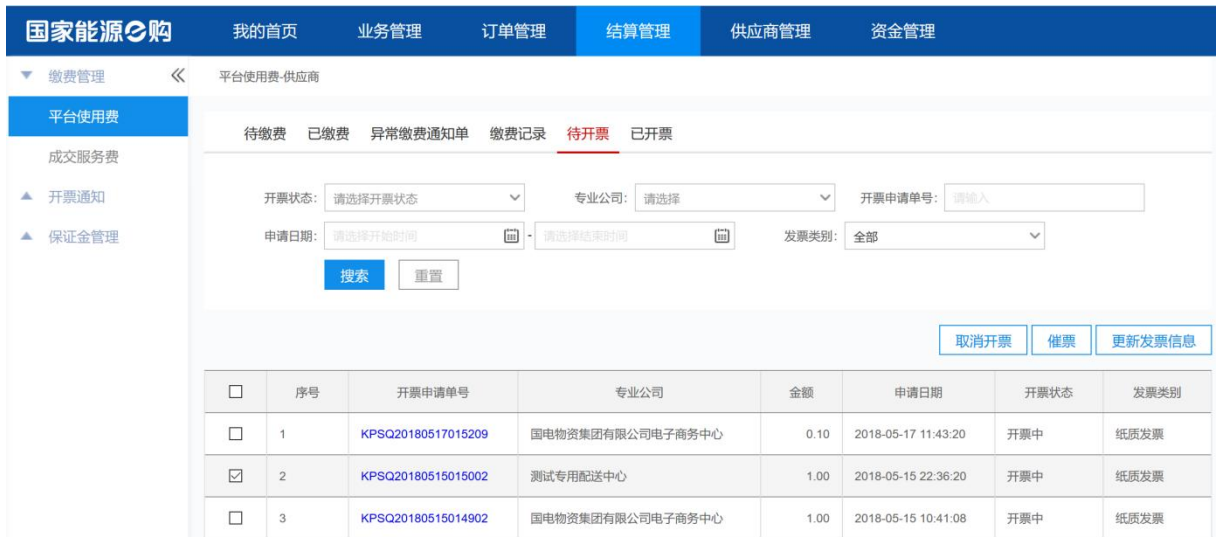 国家能源e购 我的首页 业务管理 订单管理 结算管理 供应商管理 资金管理
缴费管理 平台使用费-供应商
平台使用费
待缴费 已缴费 异常缴费通知单 缴费记录 待开票 已开票
成交服务费
开票通知 开票状态: 请选择开票状态 专业公司: 请选择 开票申请单号: 请输入
保证金管理 申请日期: 请选择开始时间 - 请选择结束时间 发票类别: 全部
搜索 重置
取消开票 催票 更新发票信息
序号 开票申请单号 专业公司 金额 申请日期 开票状态 发票类别
1 KPSQ20180517015209 国电物资集团有限公司电子商务中心 0.10 2018-05-17 11:43:20 开票中 纸质发票
2 KPSQ20180515015002 测试专用配送中心 1.00 2018-05-15 22:36:20 开票中 纸质发票
3 KPSQ20180515014902 国电物资集团有限公司电子商务中心 1.00 2018-05-15 10:41:08 开票中 纸质发票